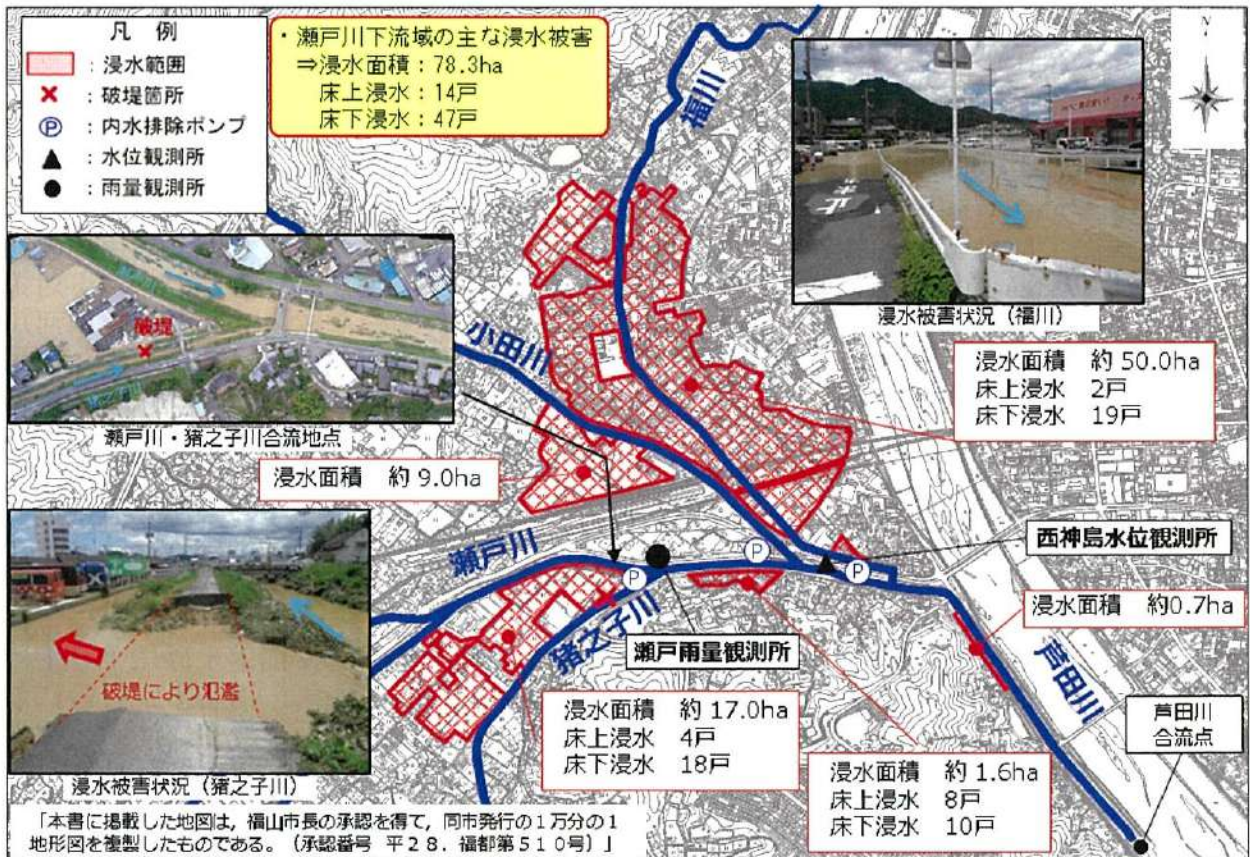 凡 例
：浸水範囲
：破堤箇所
Ⓟ：内水排除ポンプ
：水位観測所
：雨量観測所
・瀬戸川下流域の主な浸水被害
⇒浸水面積：78.3ha
床上浸水：14戸
床下浸水：47戸
N
福川
浸水被害状況（福川）
破堤
瀬戸川・猪之子川合流地点
小田川
浸水面積 約50.0ha
床上浸水 2戸
床下浸水 19戸
浸水面積 約9.0ha
瀬戸川
P
P
P
西神島水位観測所
浸水面積 約0.7ha
猪之子川
瀬戸雨量観測所
芦田川
破堤により氾濫
浸水被害状況（猪之子川）
浸水面積 約17.0ha
床上浸水 4戸
床下浸水 18戸
浸水面積 約1.6ha
床上浸水 8戸
床下浸水 10戸
芦田川
合流点
「本書に掲載した地図は，福山市長の承認を得て，同市発行の1万分の1
地形図を複製したものである。（承認番号 平28．福都第510号）」